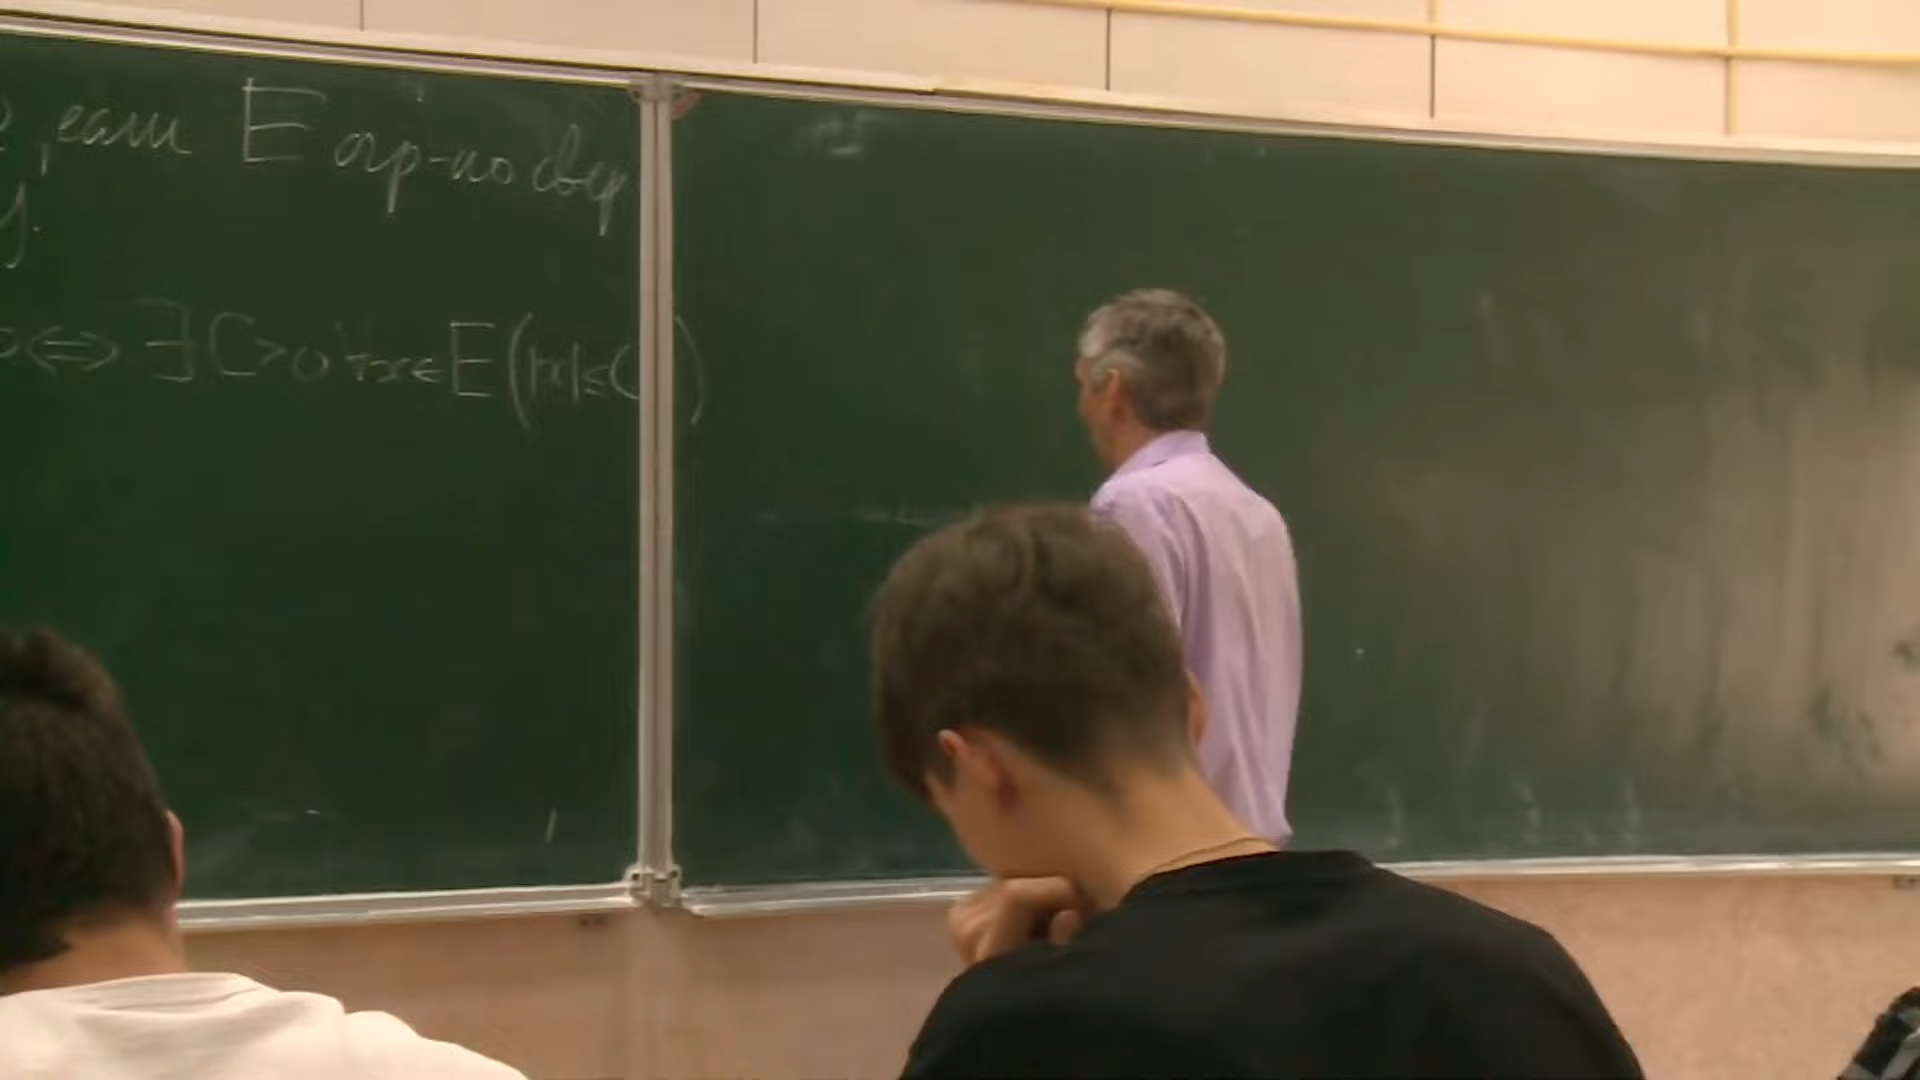 , если E огр-но свер
у.
о ⇔ ∃ C>0 ∀x∈E (|x|≤C )